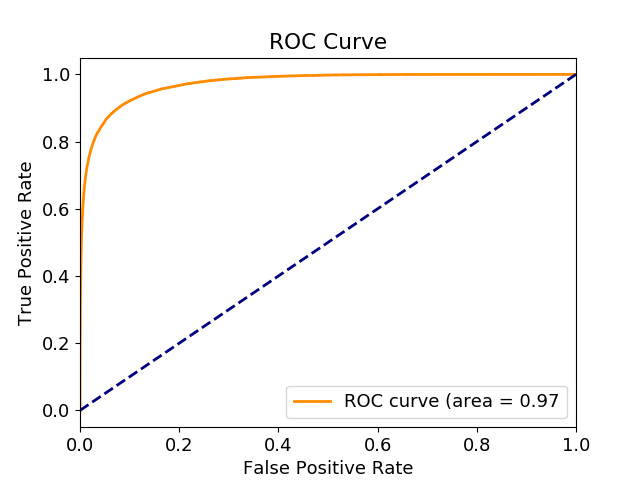 ROC Curve
1.0
0.8
0.6
0.4
0.2
0.0
True Positive Rate
ROC curve (area = 0.97
0.0 0.2 0.4 0.6 0.8 1.0
False Positive Rate